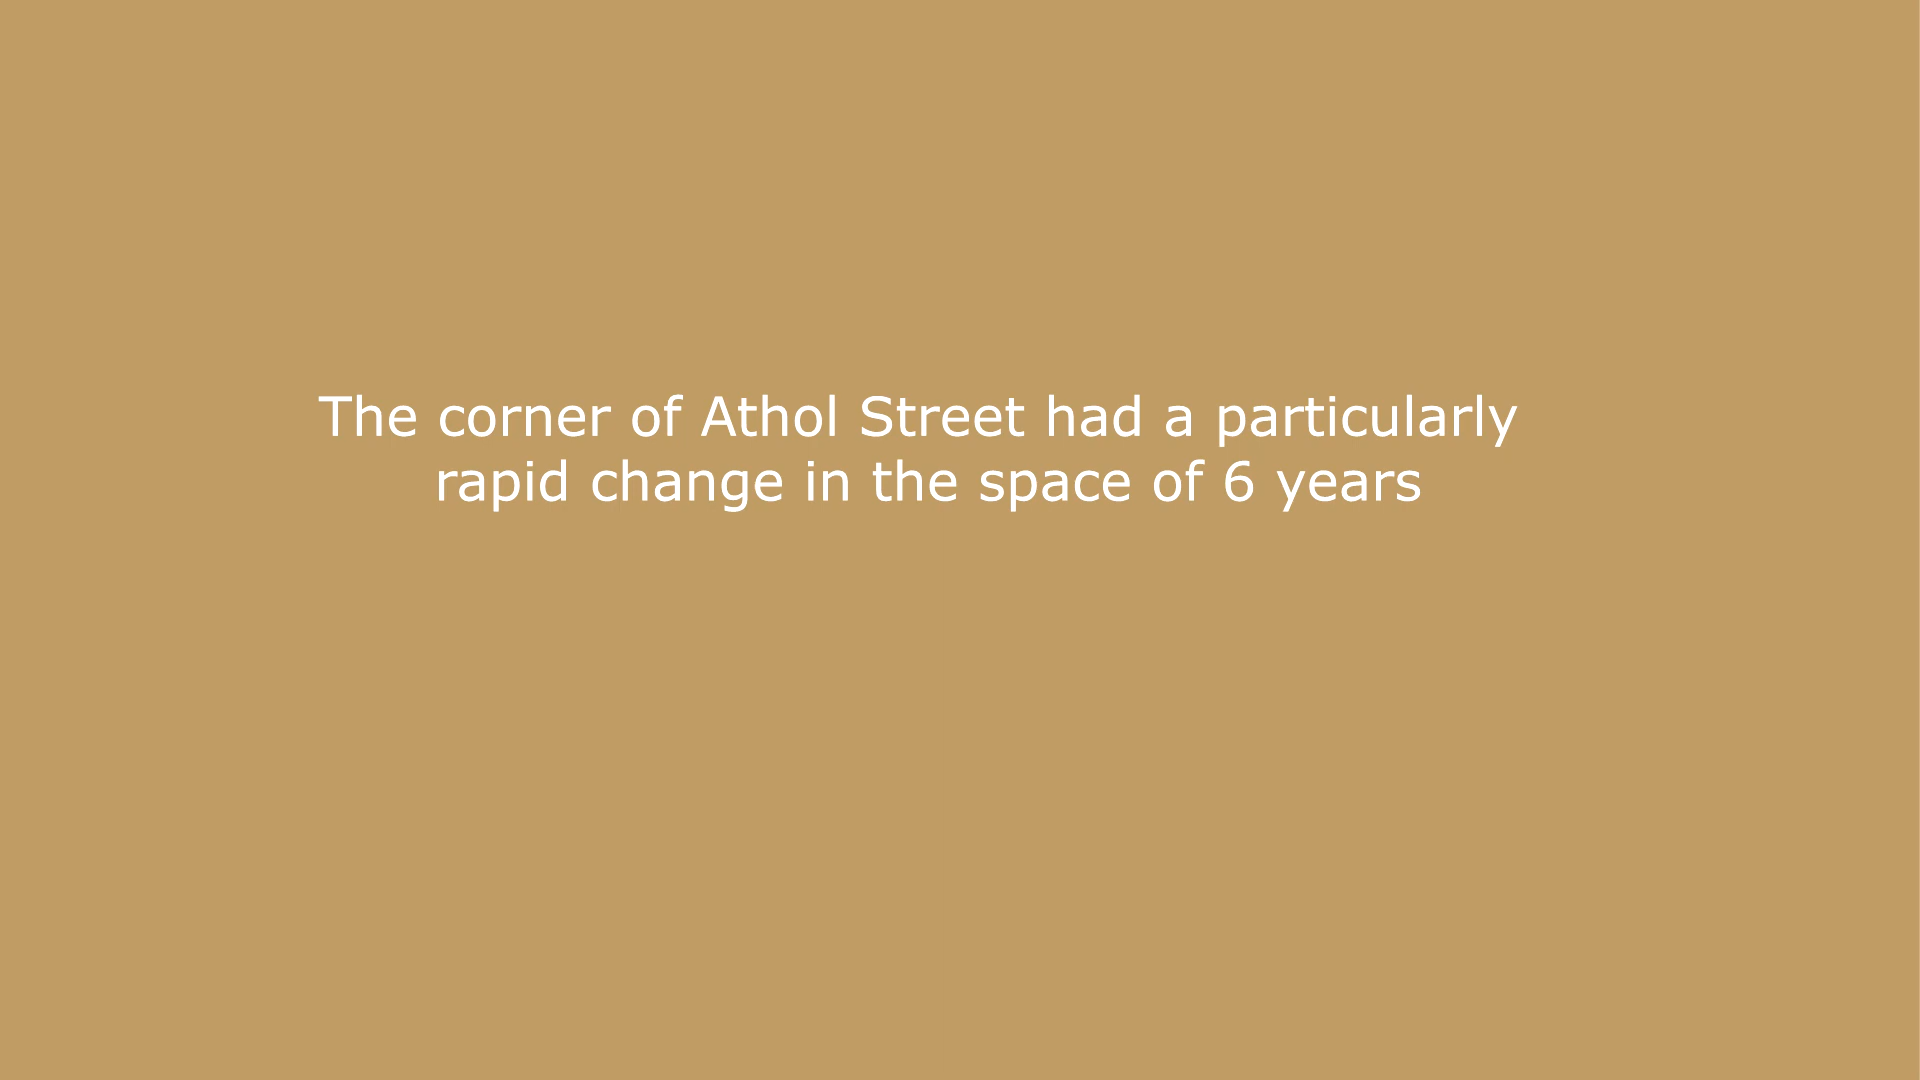 The corner of Athol Street had a particularly
rapid change in the space of 6 years